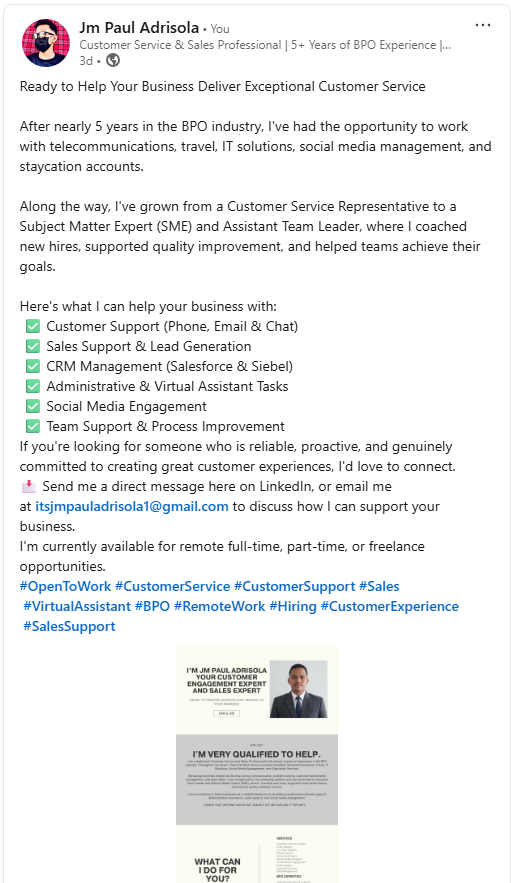 Jm Paul Adrisola • You
Customer Service & Sales Professional | 5+ Years of BPO Experience |...
3d •
Ready to Help Your Business Deliver Exceptional Customer Service
After nearly 5 years in the BPO industry, I've had the opportunity to work
with telecommunications, travel, IT solutions, social media management, and
staycation accounts.
Along the way, I've grown from a Customer Service Representative to a
Subject Matter Expert (SME) and Assistant Team Leader, where I coached
new hires, supported quality improvement, and helped teams achieve their
goals.
Here's what I can help your business with:
✅ Customer Support (Phone, Email & Chat)
✅ Sales Support & Lead Generation
✅ CRM Management (Salesforce & Siebel)
✅ Administrative & Virtual Assistant Tasks
✅ Social Media Engagement
✅ Team Support & Process Improvement
If you're looking for someone who is reliable, proactive, and genuinely
committed to creating great customer experiences, I'd love to connect.
📩 Send me a direct message here on LinkedIn, or email me
at itsjmpauladrisola1@gmail.com to discuss how I can support your
business.
I'm currently available for remote full-time, part-time, or freelance
opportunities.
#OpenToWork #CustomerService #CustomerSupport #Sales
#VirtualAssistant #BPO #RemoteWork #Hiring #CustomerExperience
#SalesSupport
I'M JM PAUL ADRISOLA
YOUR CUSTOMER
ENGAGEMENT EXPERT
AND SALES EXPERT
I'M VERY QUALIFIED TO HELP.
SERVICES
WHAT CAN
I DO FOR
YOU?